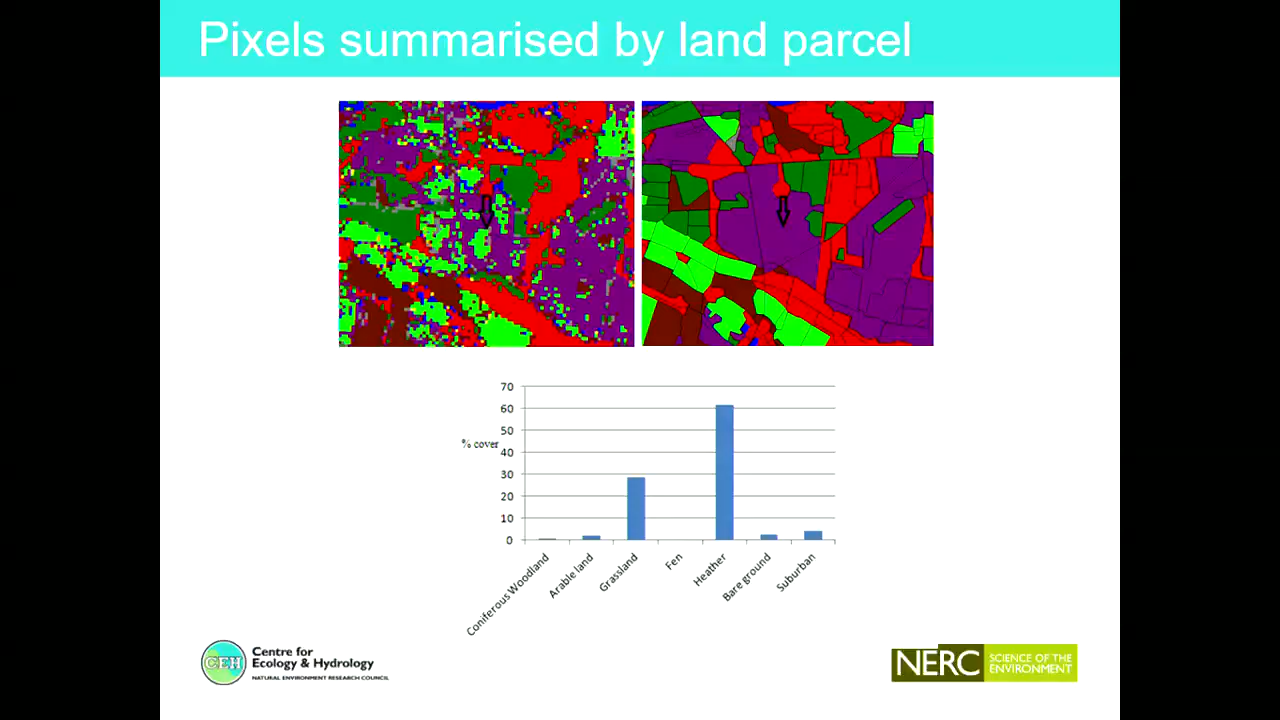 Pixels summarised by land parcel
70
60
50
% cover
40
30
20
10
0
Coniferous Woodland
Arable land
Grassland
Fen
Heather
Bare ground
Suburban
CEH
Centre for
Ecology & Hydrology
NATURAL ENVIRONMENT RESEARCH COUNCIL
NERC
SCIENCE OF THE
ENVIRONMENT